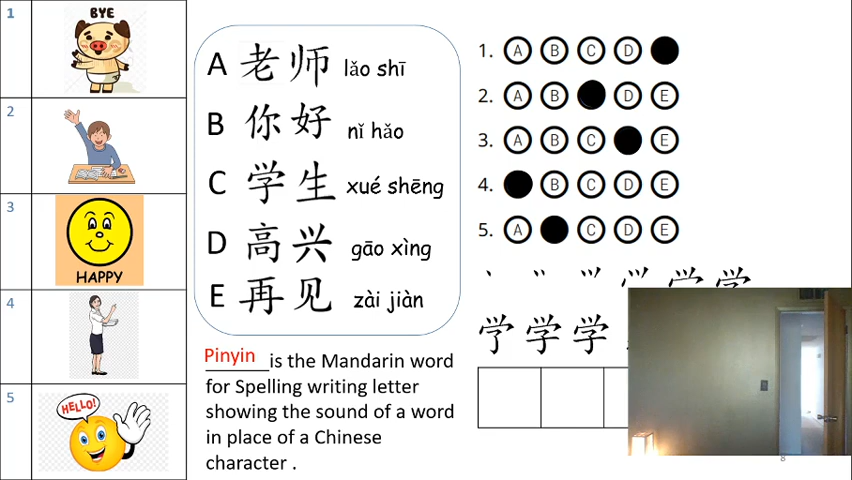 1
BYE
2
3
HAPPY
4
5
HELLO!
A 老师 lǎo shī
B 你好 nǐ hǎo
C 学生 xué shēng
D 高兴 gāo xìng
E 再见 zài jiàn
Pinyin is the Mandarin word
for Spelling writing letter
showing the sound of a word
in place of a Chinese
character .
1. A B C D
2. A B D E
3. A B C E
4. B C D E
5. A C D E
学
学 学 学
8